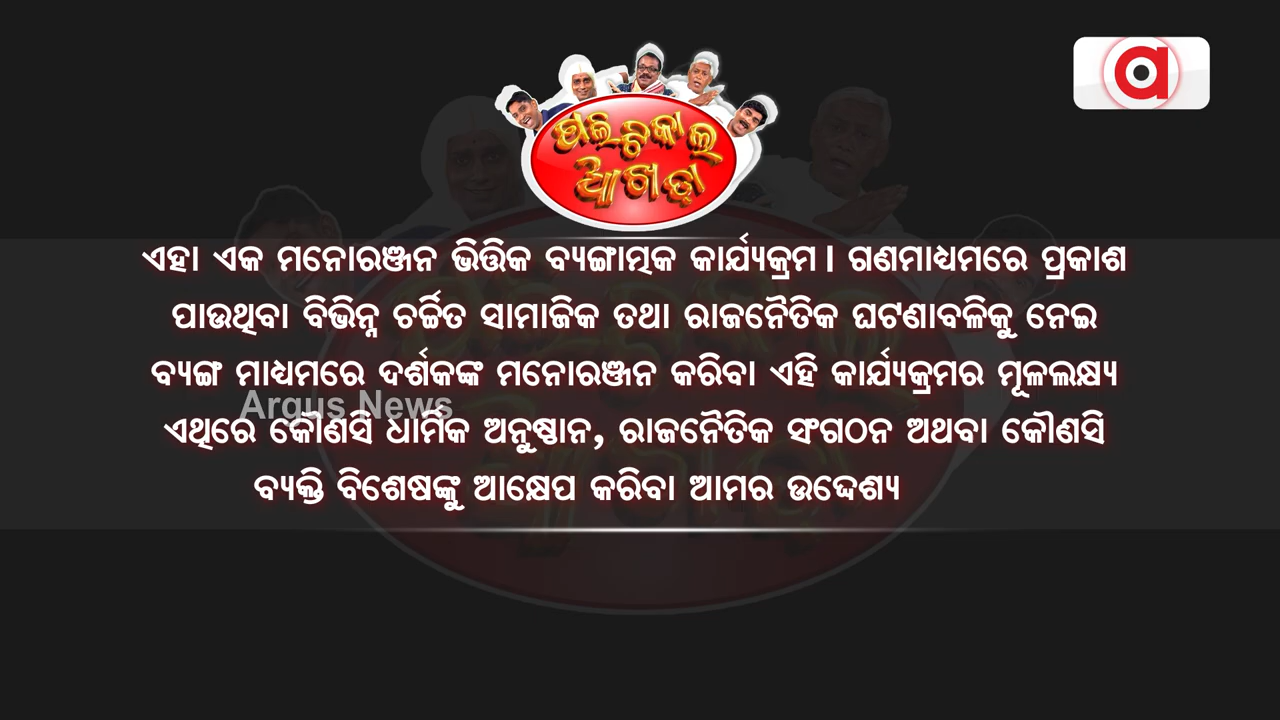 ପଲିଟିକାଲ
ଆଖଡ଼ା
ଏହା ଏକ ମନୋରଞ୍ଜନ ଭିତ୍ତିକ ବ୍ୟଙ୍ଗାତ୍ମକ କାର୍ଯ୍ୟକ୍ରମ। ଗଣମାଧ୍ୟମରେ ପ୍ରକାଶ
ପାଉଥିବା ବିଭିନ୍ନ ଚର୍ଚ୍ଚିତ ସାମାଜିକ ତଥା ରାଜନୈତିକ ଘଟଣାବଳିକୁ ନେଇ
ବ୍ୟଙ୍ଗ ମାଧ୍ୟମରେ ଦର୍ଶକଙ୍କ ମନୋରଞ୍ଜନ କରିବା ଏହି କାର୍ଯ୍ୟକ୍ରମର ମୂଳଲକ୍ଷ୍ୟ
Argus News
ଏଥିରେ କୌଣସି ଧାର୍ମିକ ଅନୁଷ୍ଠାନ, ରାଜନୈତିକ ସଂଗଠନ ଅଥବା କୌଣସି
ବ୍ୟକ୍ତି ବିଶେଷଙ୍କୁ ଆକ୍ଷେପ କରିବା ଆମର ଉଦ୍ଦେଶ୍ୟ